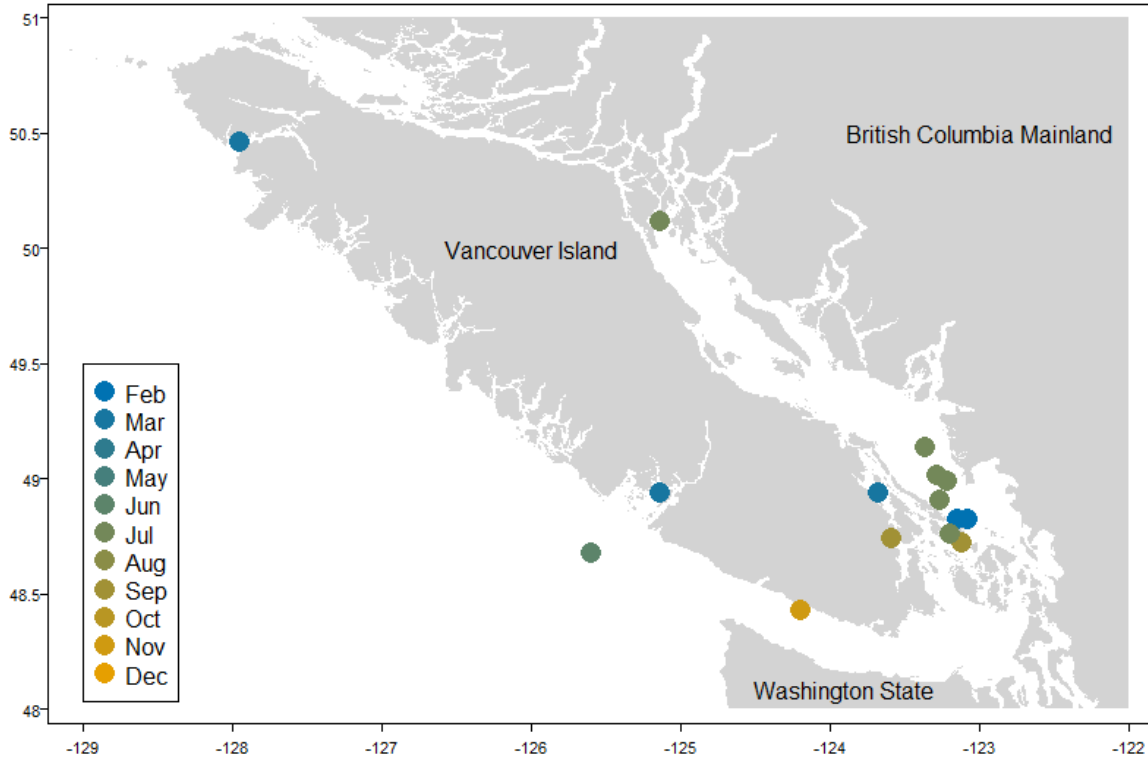 51
50.5
50
49.5
49
48.5
48
British Columbia Mainland
Vancouver Island
Washington State
Feb
Mar
Apr
May
Jun
Jul
Aug
Sep
Oct
Nov
Dec
-129
-128
-127
-126
-125
-124
-123
-122